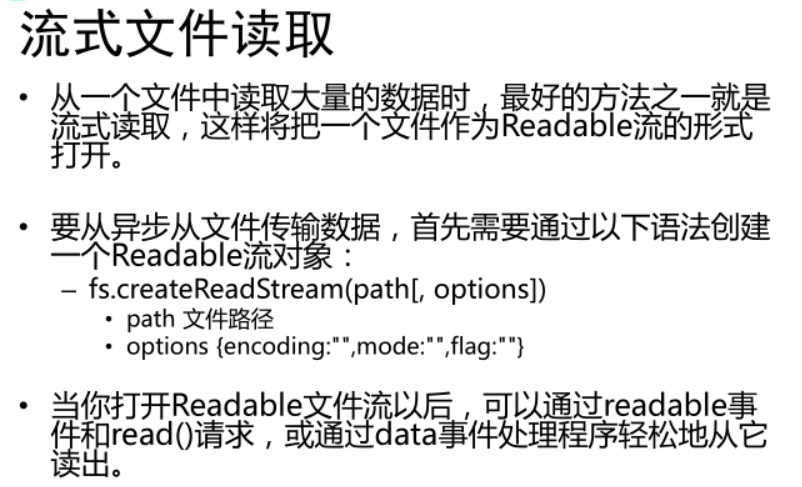 流式文件读取
• 从一个文件中读取大量的数据时，最好的方法之一就是
流式读取，这样将把一个文件作为Readable流的形式
打开。
• 要从异步从文件传输数据，首先需要通过以下语法创建
一个Readable流对象：
– fs.createReadStream(path[, options])
• path 文件路径
• options {encoding:"",mode:"",flag:""}
• 当你打开Readable文件流以后，可以通过readable事
件和read()请求，或通过data事件处理程序轻松地从它
读出。